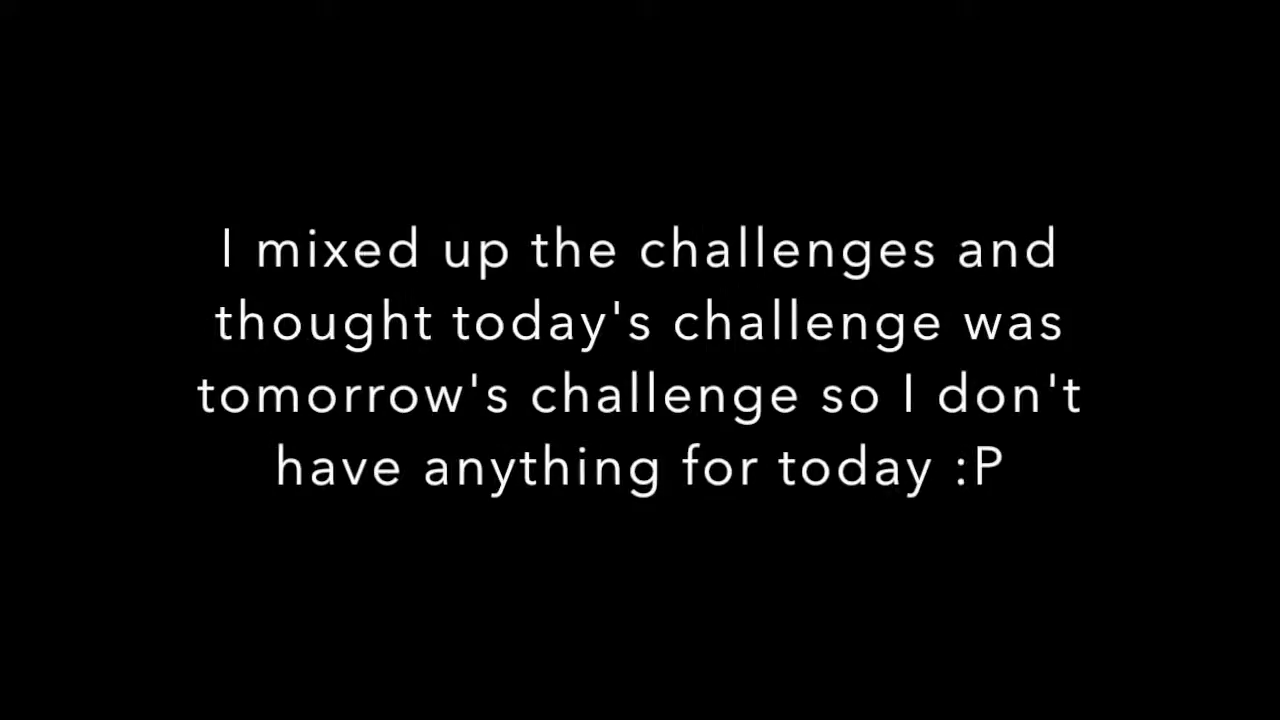 I mixed up the challenges and
thought today's challenge was
tomorrow's challenge so I don't
have anything for today :P